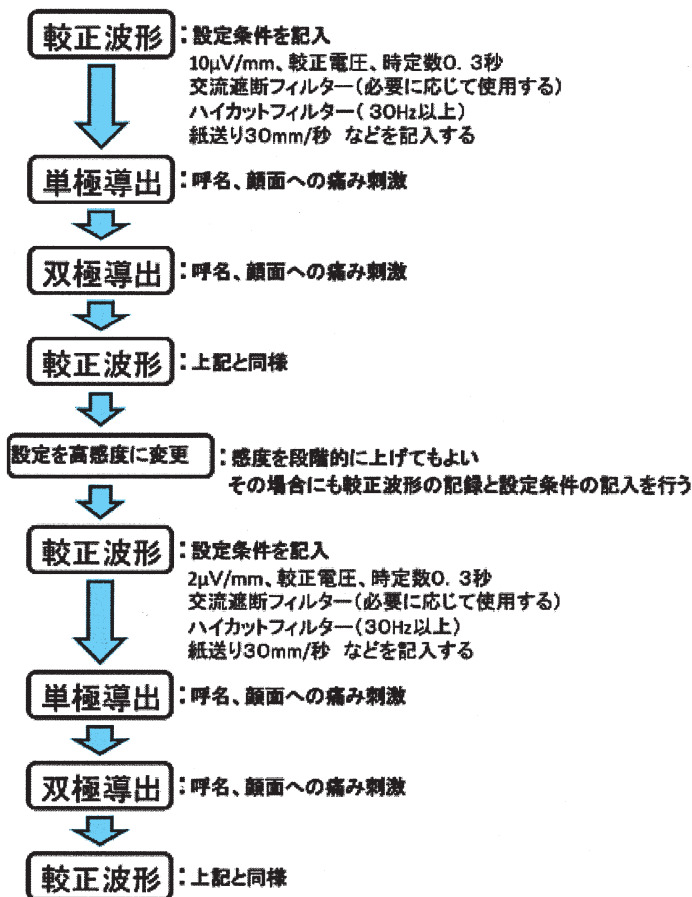 較正波形：設定条件を記入
10μV/mm、較正電圧、時定数0．3秒
交流遮断フィルター（必要に応じて使用する）
ハイカットフィルター（30Hz以上）
紙送り30mm/秒 などを記入する
単極導出：呼名、顔面への痛み刺激
双極導出：呼名、顔面への痛み刺激
較正波形：上記と同様
設定を高感度に変更：感度を段階的に上げてもよい
その場合にも較正波形の記録と設定条件の記入を行う
較正波形：設定条件を記入
2μV/mm、較正電圧、時定数0．3秒
交流遮断フィルター（必要に応じて使用する）
ハイカットフィルター（30Hz以上）
紙送り30mm/秒 などを記入する
単極導出：呼名、顔面への痛み刺激
双極導出：呼名、顔面への痛み刺激
較正波形：上記と同様